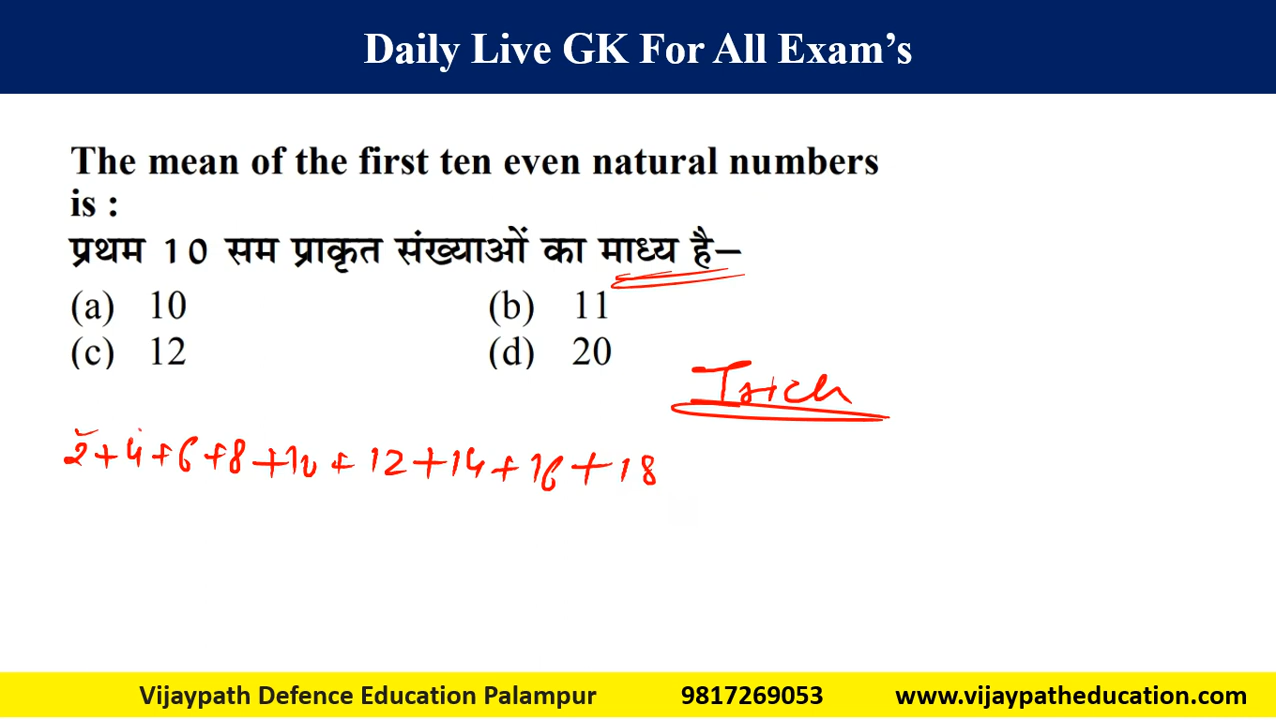 Daily Live GK For All Exam's
The mean of the first ten even natural numbers
is :
प्रथम 10 सम प्राकृत संख्याओं का माध्य है–
(a) 10 (b) 11
(c) 12 (d) 20
Trick
2+4+6+8+10+12+14+16+18
Vijaypath Defence Education Palampur 9817269053 www.vijaypatheducation.com